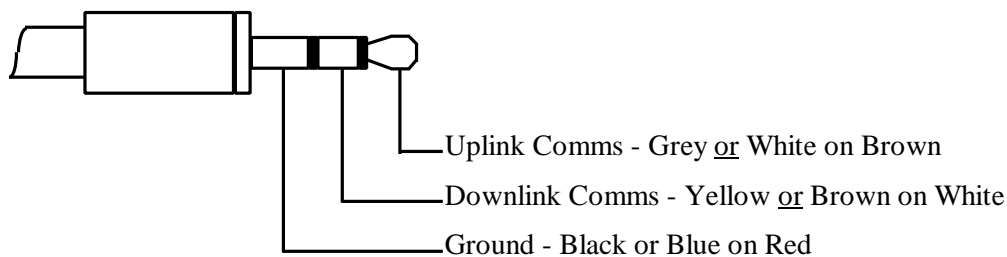 Uplink Comms - Grey or White on Brown
Downlink Comms - Yellow or Brown on White
Ground - Black or Blue on Red